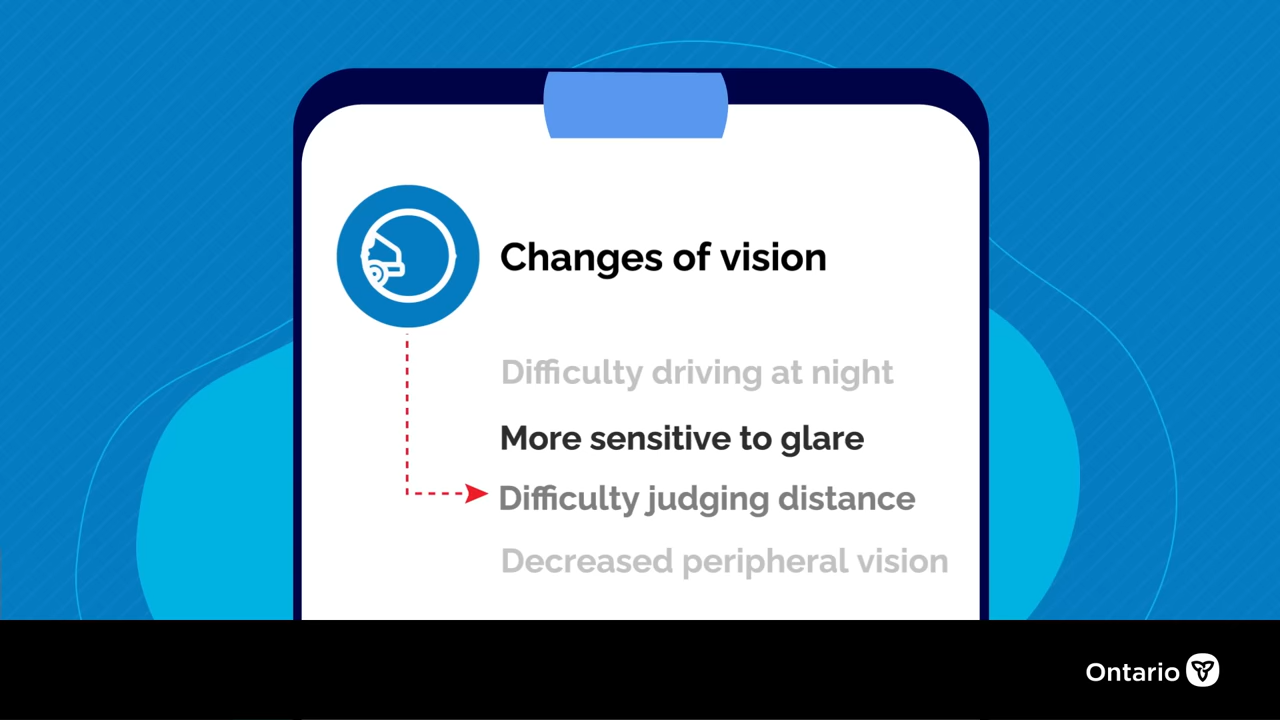 Changes of vision
Difficulty driving at night
More sensitive to glare
Difficulty judging distance
Decreased peripheral vision
Ontario